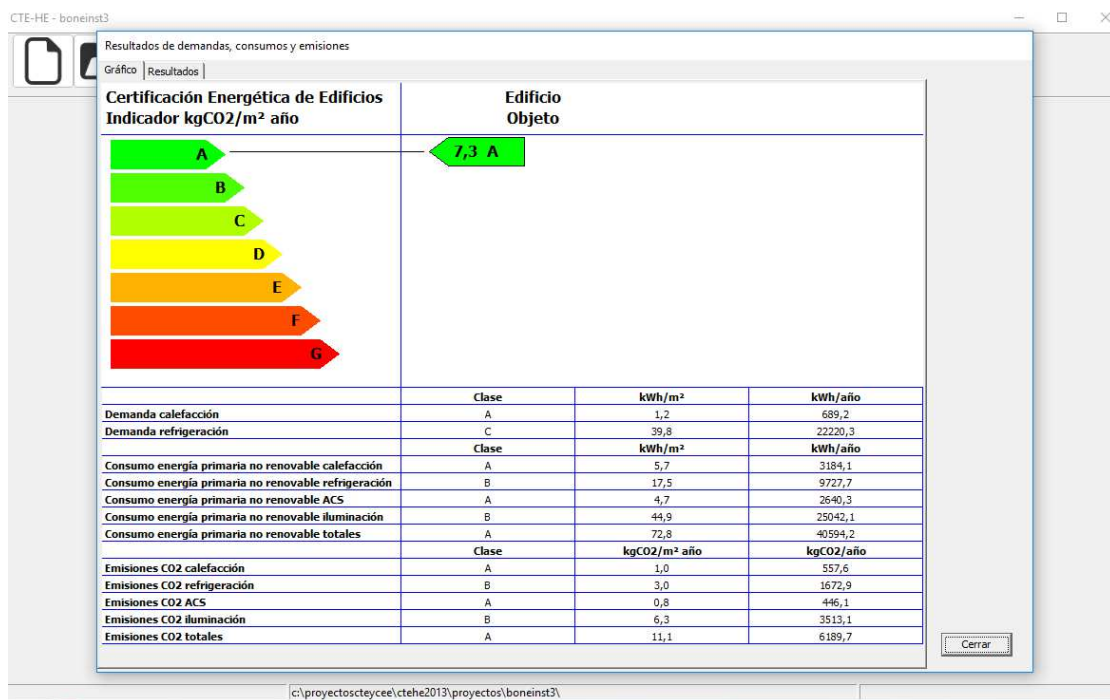 CTE-HE - boneinst3
Resultados de demandas, consumos y emisiones
Gráfico Resultados
Certificación Energética de Edificios
Indicador kgCO2/m² año
Edificio
Objeto
A
7,3 A
B
C
D
E
F
G
Clase kWh/m² kWh/año
Demanda calefacción A 1,2 689,2
Demanda refrigeración C 39,8 22220,3
Clase kWh/m² kWh/año
Consumo energía primaria no renovable calefacción A 5,7 3184,1
Consumo energía primaria no renovable refrigeración B 17,5 9727,7
Consumo energía primaria no renovable ACS A 4,7 2640,3
Consumo energía primaria no renovable iluminación B 44,9 25042,1
Consumo energía primaria no renovable totales A 72,8 40594,2
Clase kgCO2/m² año kgCO2/año
Emisiones CO2 calefacción A 1,0 557,6
Emisiones CO2 refrigeración B 3,0 1672,9
Emisiones CO2 ACS A 0,8 446,1
Emisiones CO2 iluminación B 6,3 3513,1
Emisiones CO2 totales A 11,1 6189,7
Cerrar
c:\proyectoscteycee\ctehe2013\proyectos\boneinst3\